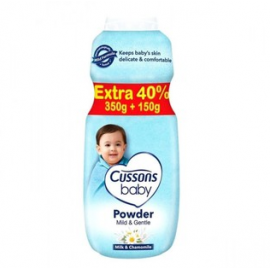 Keeps baby's skin
delicate & comfortable
Extra 40%
350g + 150g
Cussons
baby
Powder
Mild & Gentle
Milk & Chamomile